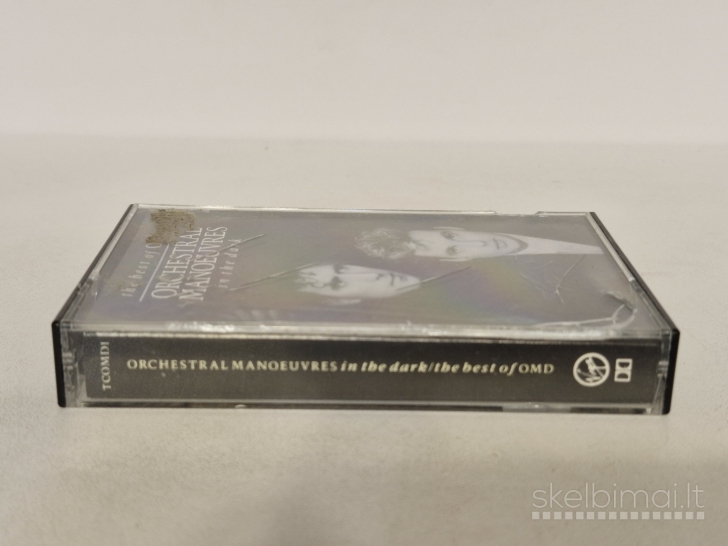 the best of O
ORCHESTRAL
MANOEUVRES
in the dark
TCOMD1
ORCHESTRAL MANOEUVRES in the dark/the best of OMD
skelbimai.lt